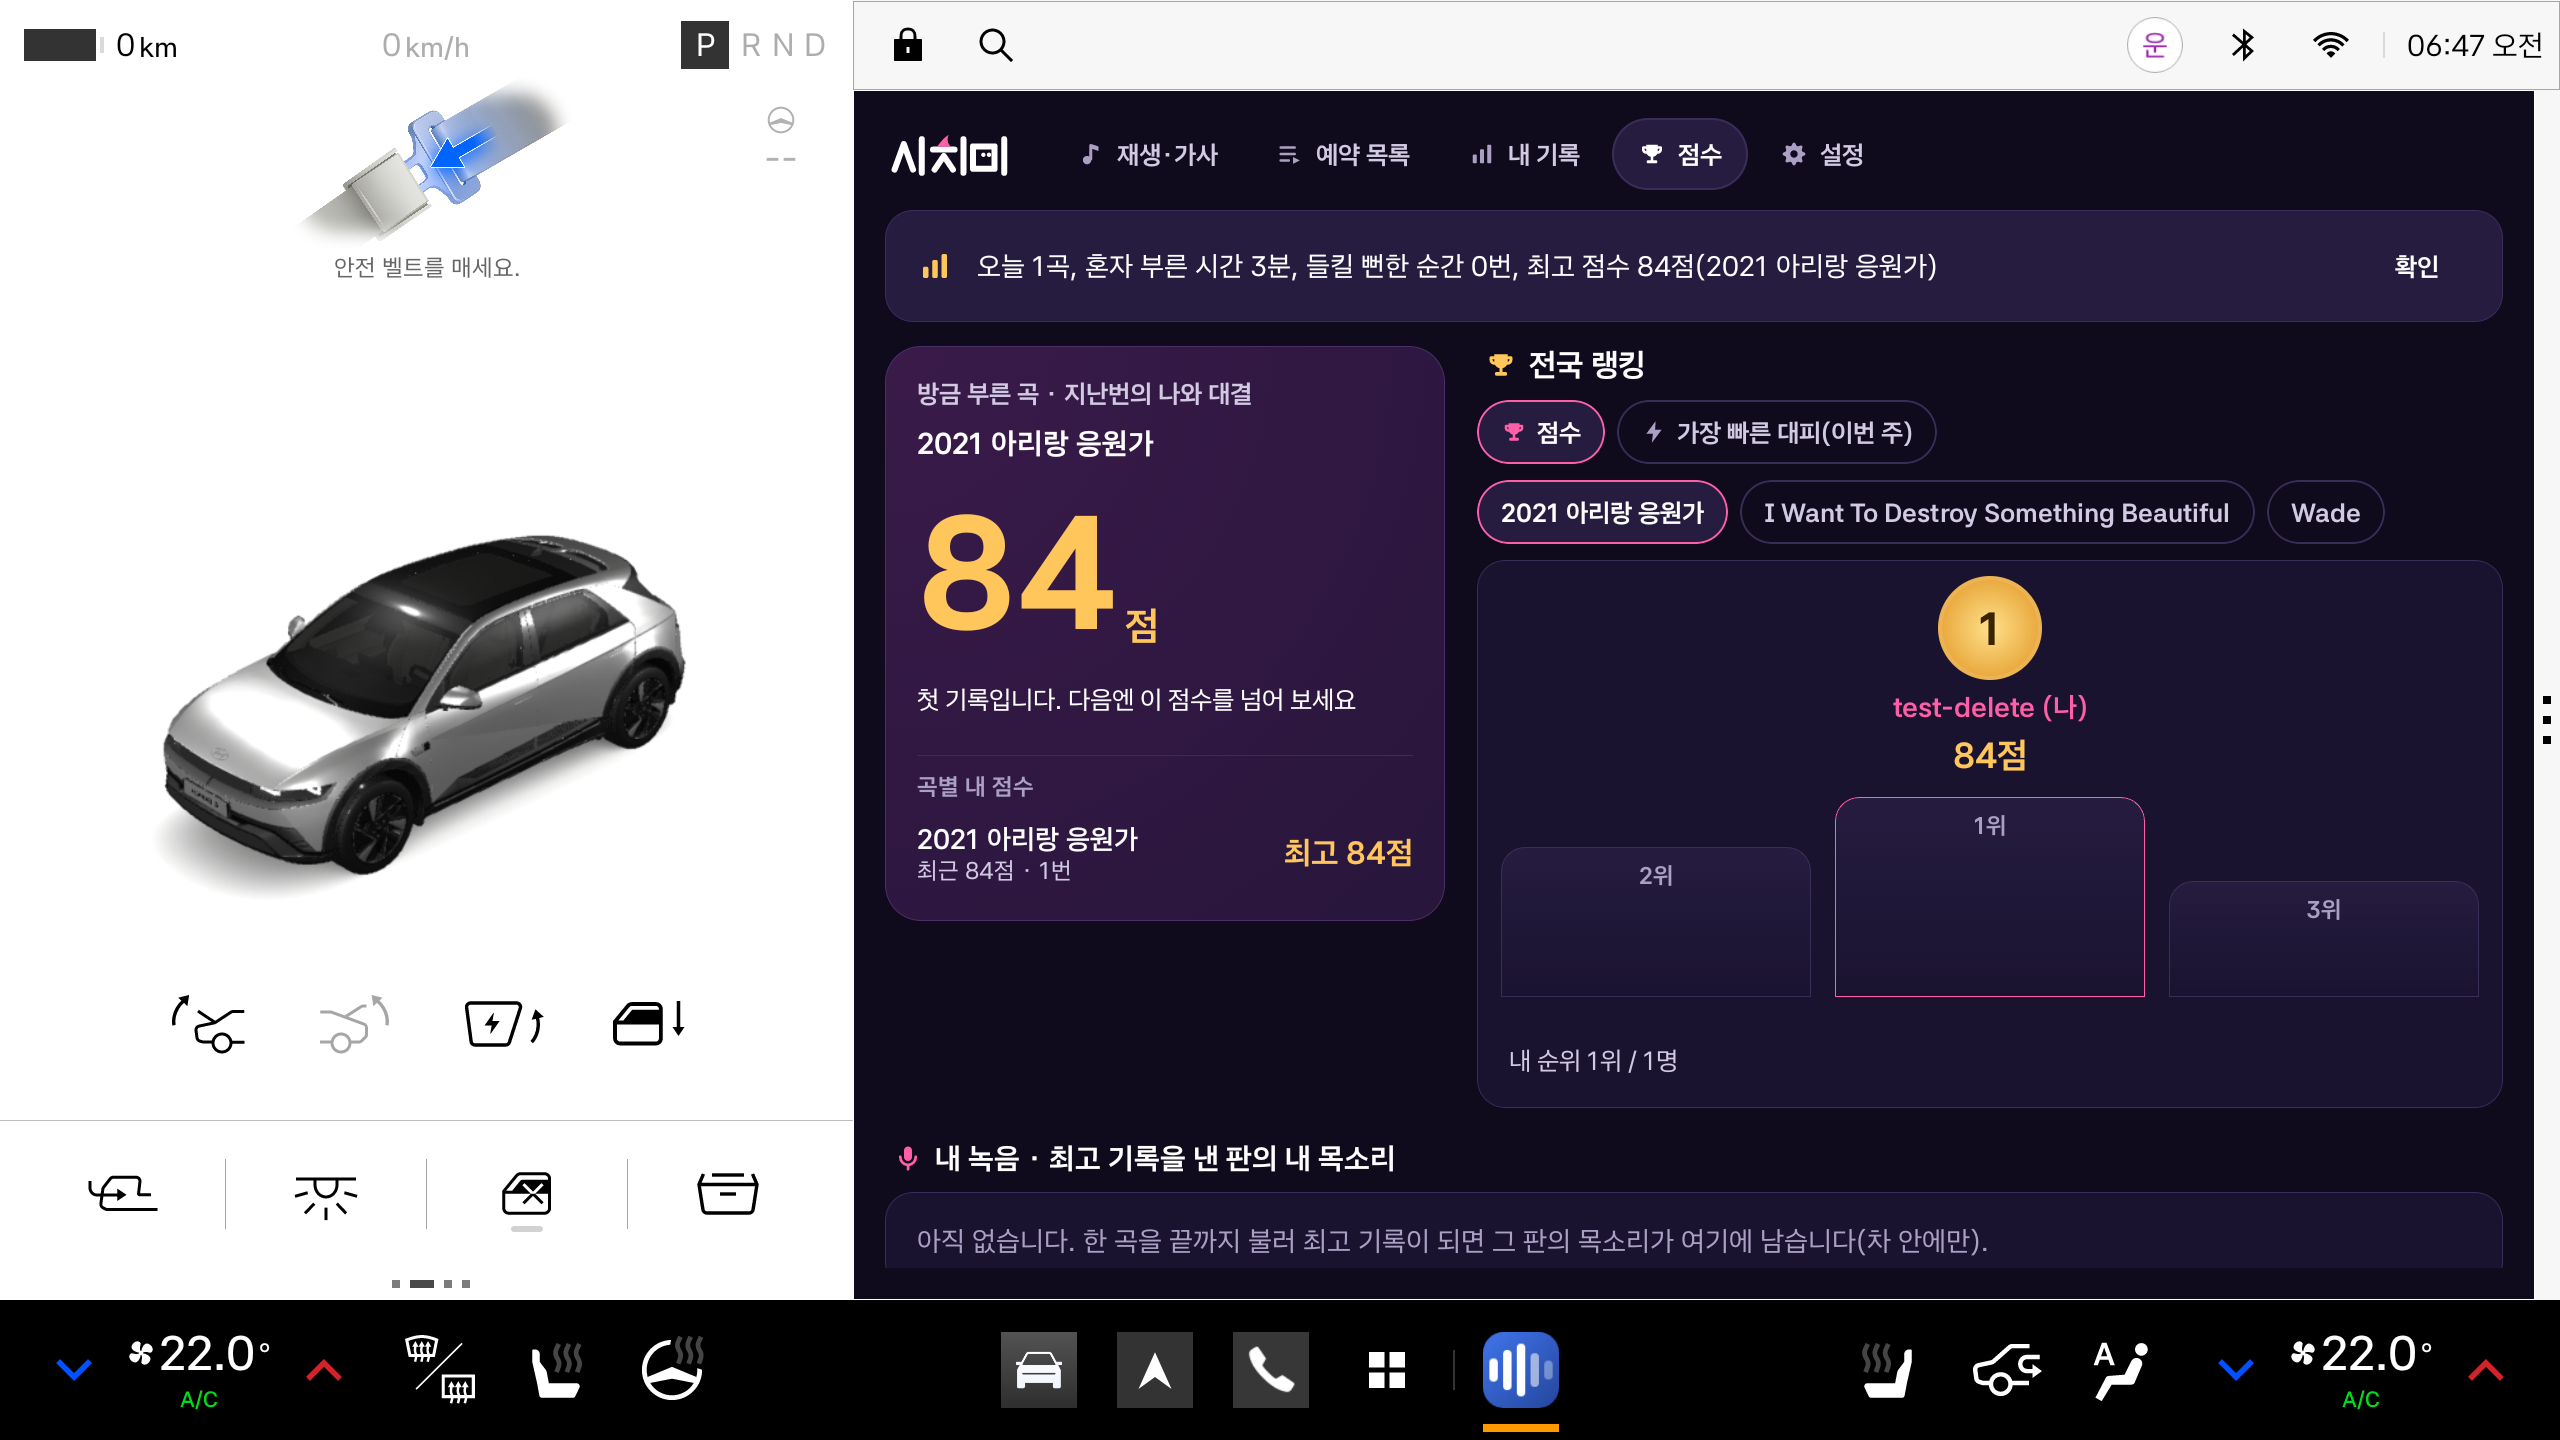 0 km
0 km/h
P R N D
운
06:47 오전
안전 벨트를 매세요.
시치미
재생·가사
예약 목록
내 기록
점수
설정
오늘 1곡, 혼자 부른 시간 3분, 들킬 뻔한 순간 0번, 최고 점수 84점(2021 아리랑 응원가)
확인
방금 부른 곡 · 지난번의 나와 대결
2021 아리랑 응원가
84 점
첫 기록입니다. 다음엔 이 점수를 넘어 보세요
곡별 내 점수
2021 아리랑 응원가
최근 84점 · 1번
최고 84점
전국 랭킹
점수
가장 빠른 대피(이번 주)
2021 아리랑 응원가
I Want To Destroy Something Beautiful
Wade
1
test-delete (나)
84점
1위
2위
3위
내 순위 1위 / 1명
내 녹음 · 최고 기록을 낸 판의 내 목소리
아직 없습니다. 한 곡을 끝까지 불러 최고 기록이 되면 그 판의 목소리가 여기에 남습니다(차 안에만).
22.0°
A/C
A
22.0°
A/C